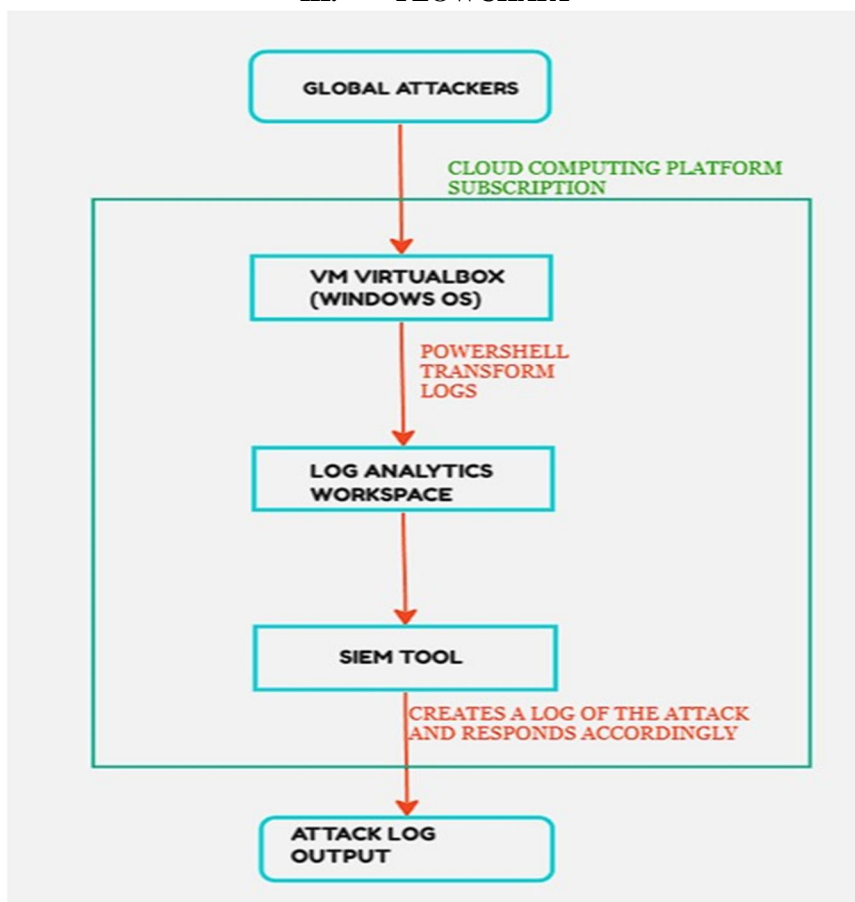 GLOBAL ATTACKERS
CLOUD COMPUTING PLATFORM
SUBSCRIPTION
VM VIRTUALBOX
(WINDOWS OS)
POWERSHELL
TRANSFORM
LOGS
LOG ANALYTICS
WORKSPACE
SIEM TOOL
CREATES A LOG OF THE ATTACK
AND RESPONDS ACCORDINGLY
ATTACK LOG
OUTPUT